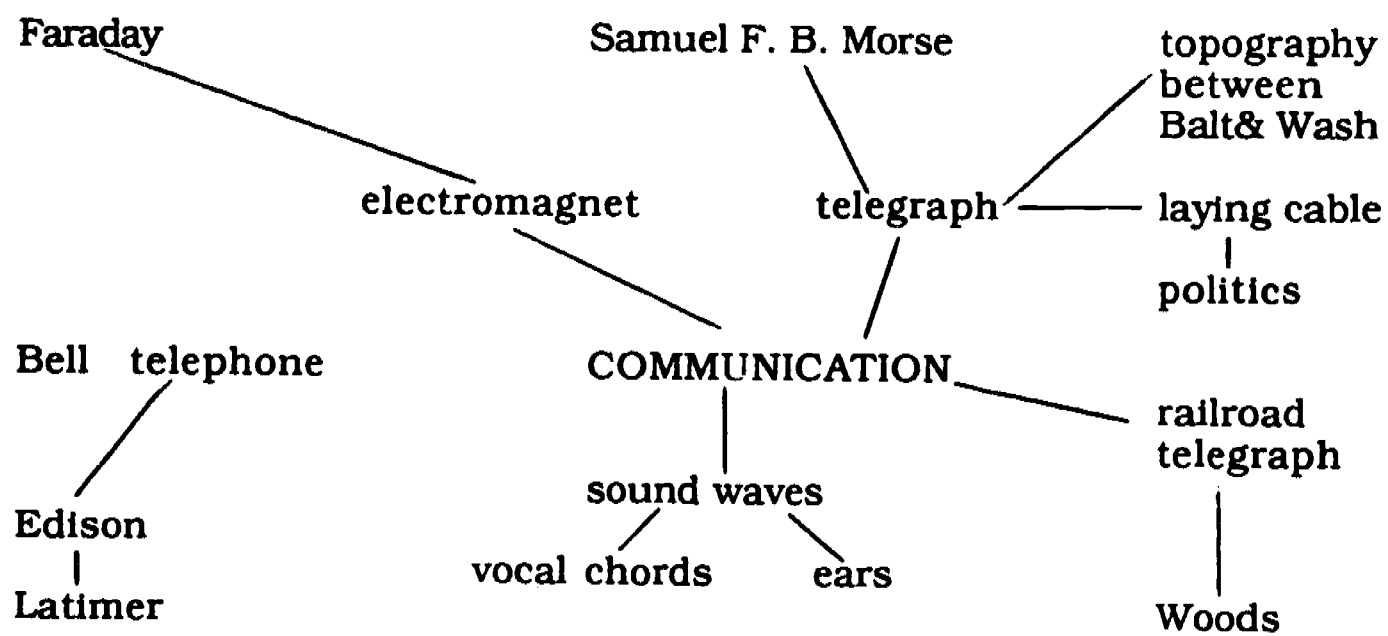 Faraday
Samuel F. B. Morse
topography
between
Balt& Wash
electromagnet
telegraph
laying cable
politics
Bell telephone
COMMUNICATION
railroad
telegraph
sound waves
Edison
vocal chords
ears
Latimer
Woods